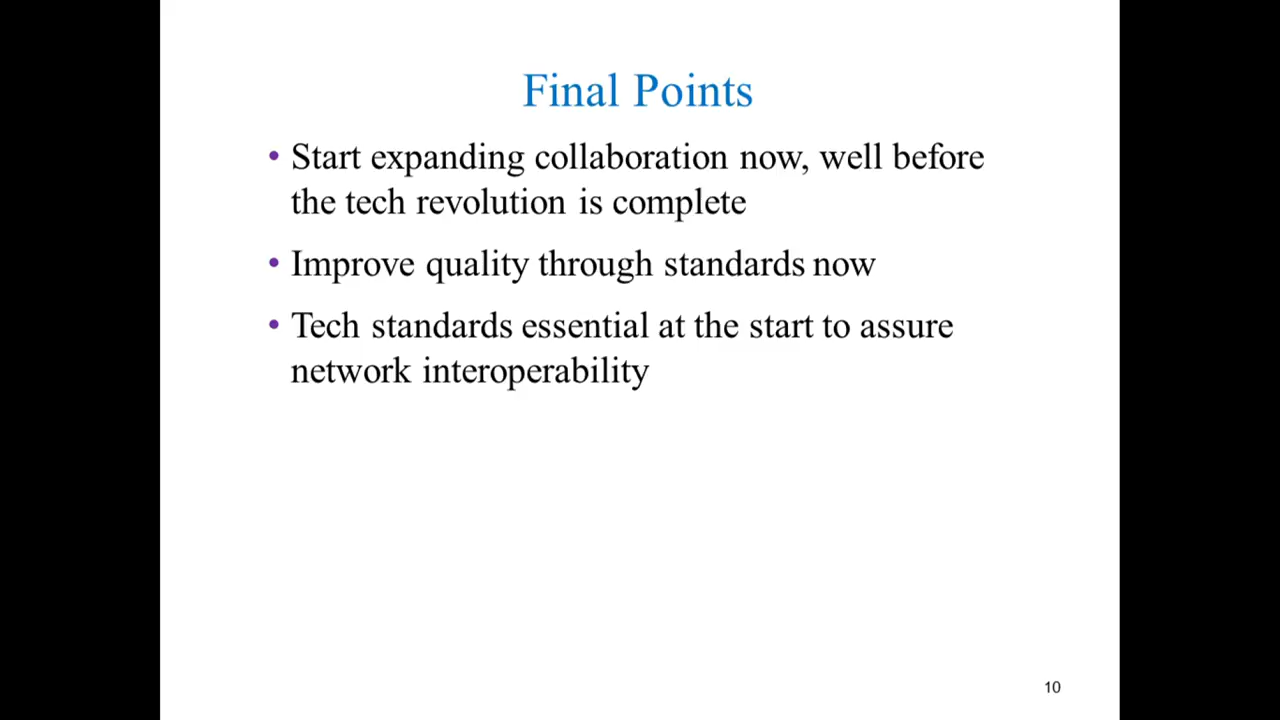 Final Points
• Start expanding collaboration now, well before
the tech revolution is complete
• Improve quality through standards now
• Tech standards essential at the start to assure
network interoperability
10